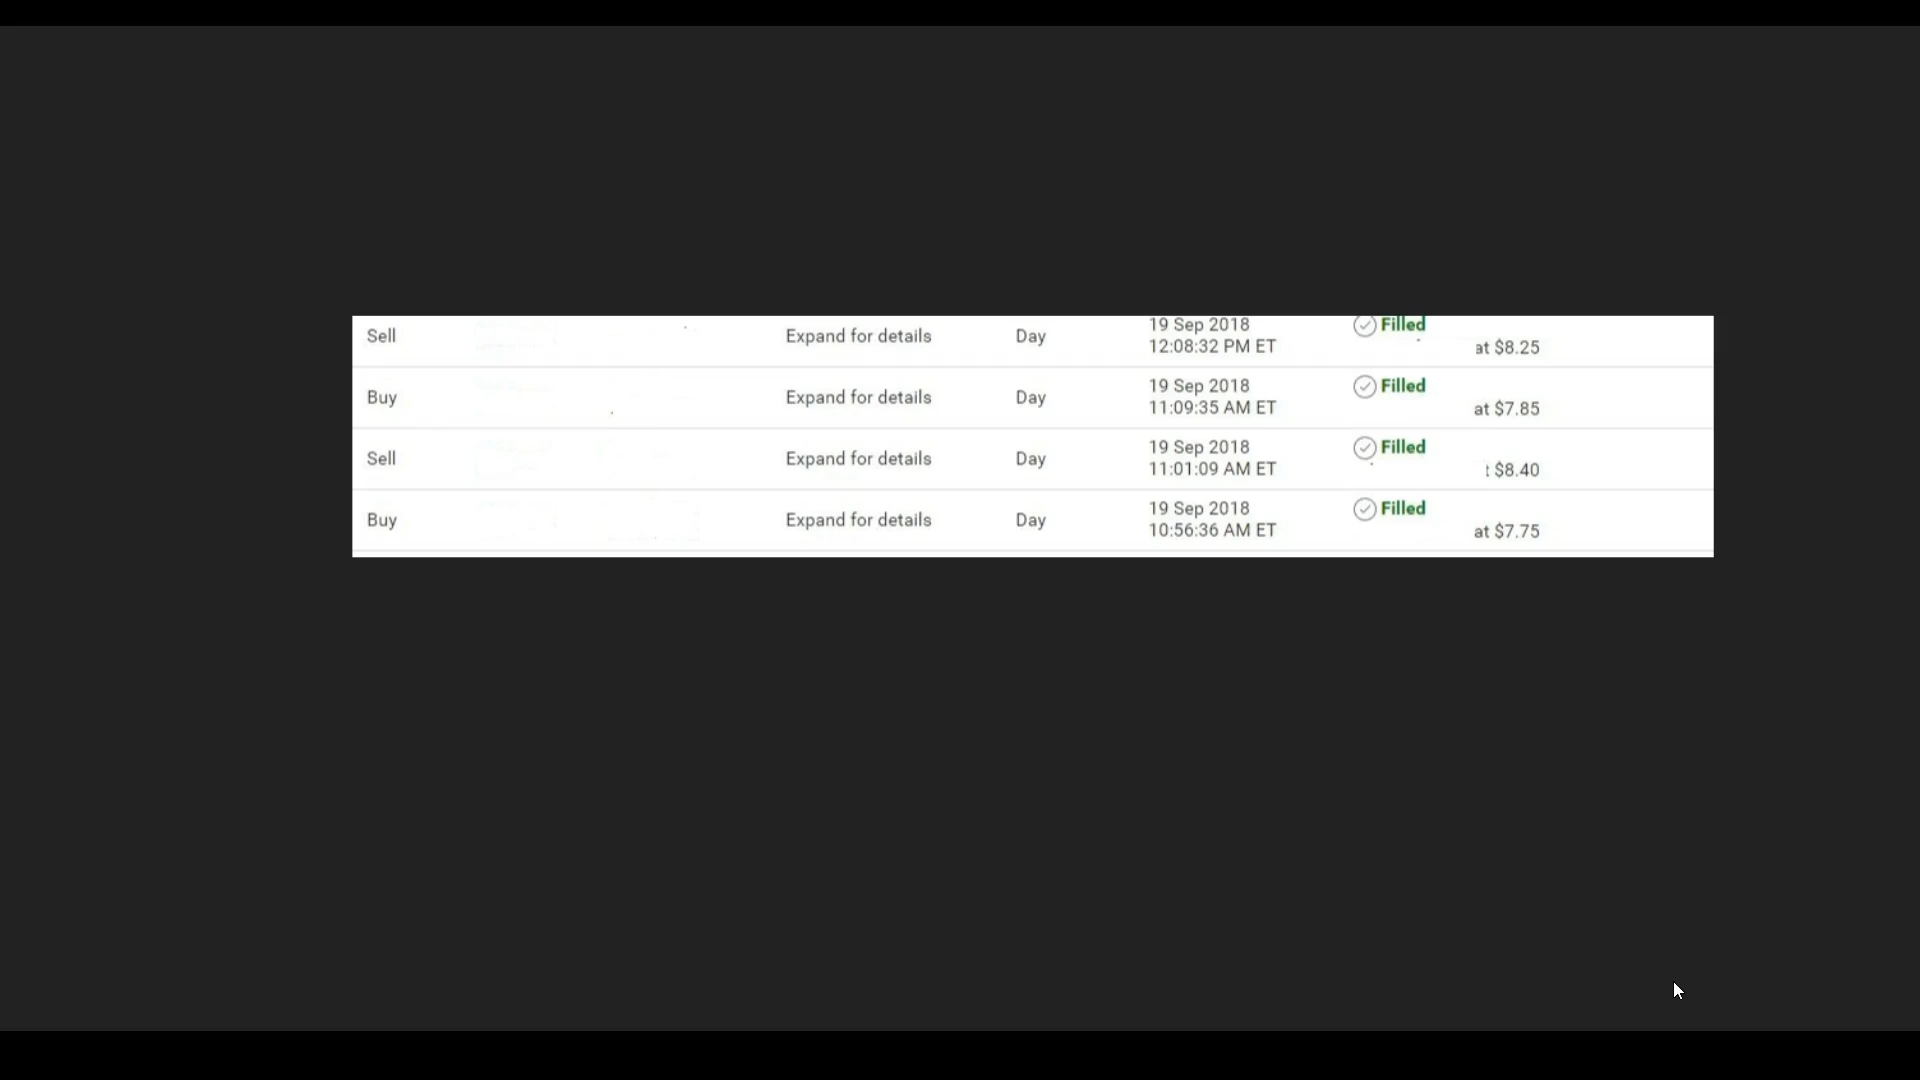 Sell Expand for details Day 19 Sep 2018 12:08:32 PM ET Filled at $8.25
Buy Expand for details Day 19 Sep 2018 11:09:35 AM ET Filled at $7.85
Sell Expand for details Day 19 Sep 2018 11:01:09 AM ET Filled t $8.40
Buy Expand for details Day 19 Sep 2018 10:56:36 AM ET Filled at $7.75